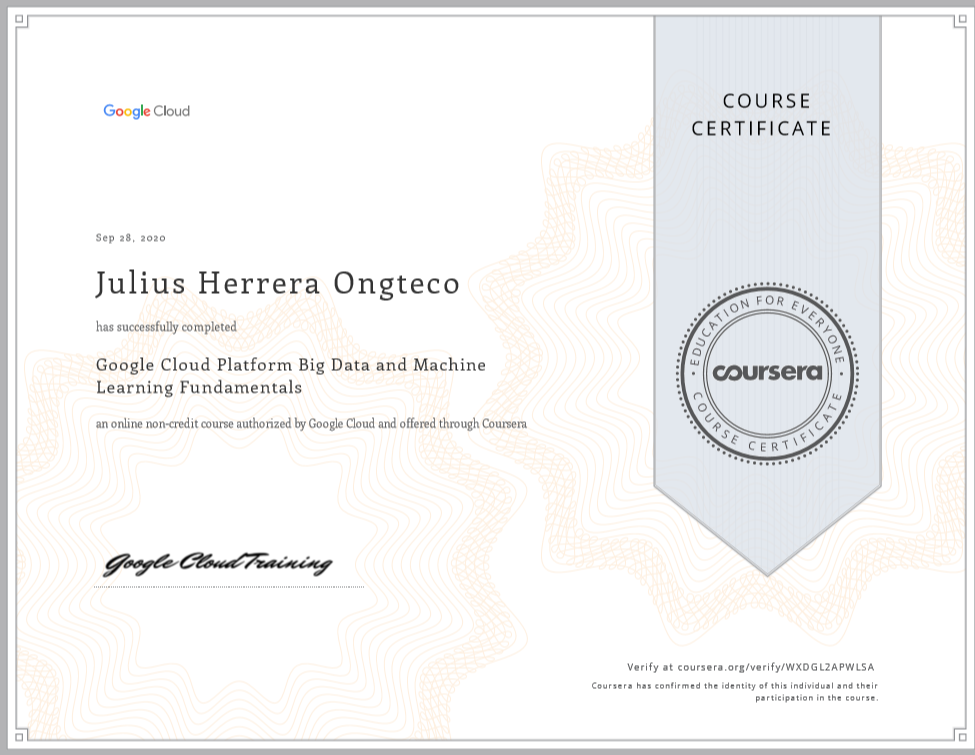 COURSE
CERTIFICATE
Google Cloud
Sep 28, 2020
Julius Herrera Ongteco
has successfully completed
Google Cloud Platform Big Data and Machine
Learning Fundamentals
an online non-credit course authorized by Google Cloud and offered through Coursera
EDUCATION FOR EVERYONE
coursera
COURSE CERTIFICATE
Google Cloud Training
Verify at coursera.org/verify/WXDGL2APWLSA
Coursera has confirmed the identity of this individual and their
participation in the course.